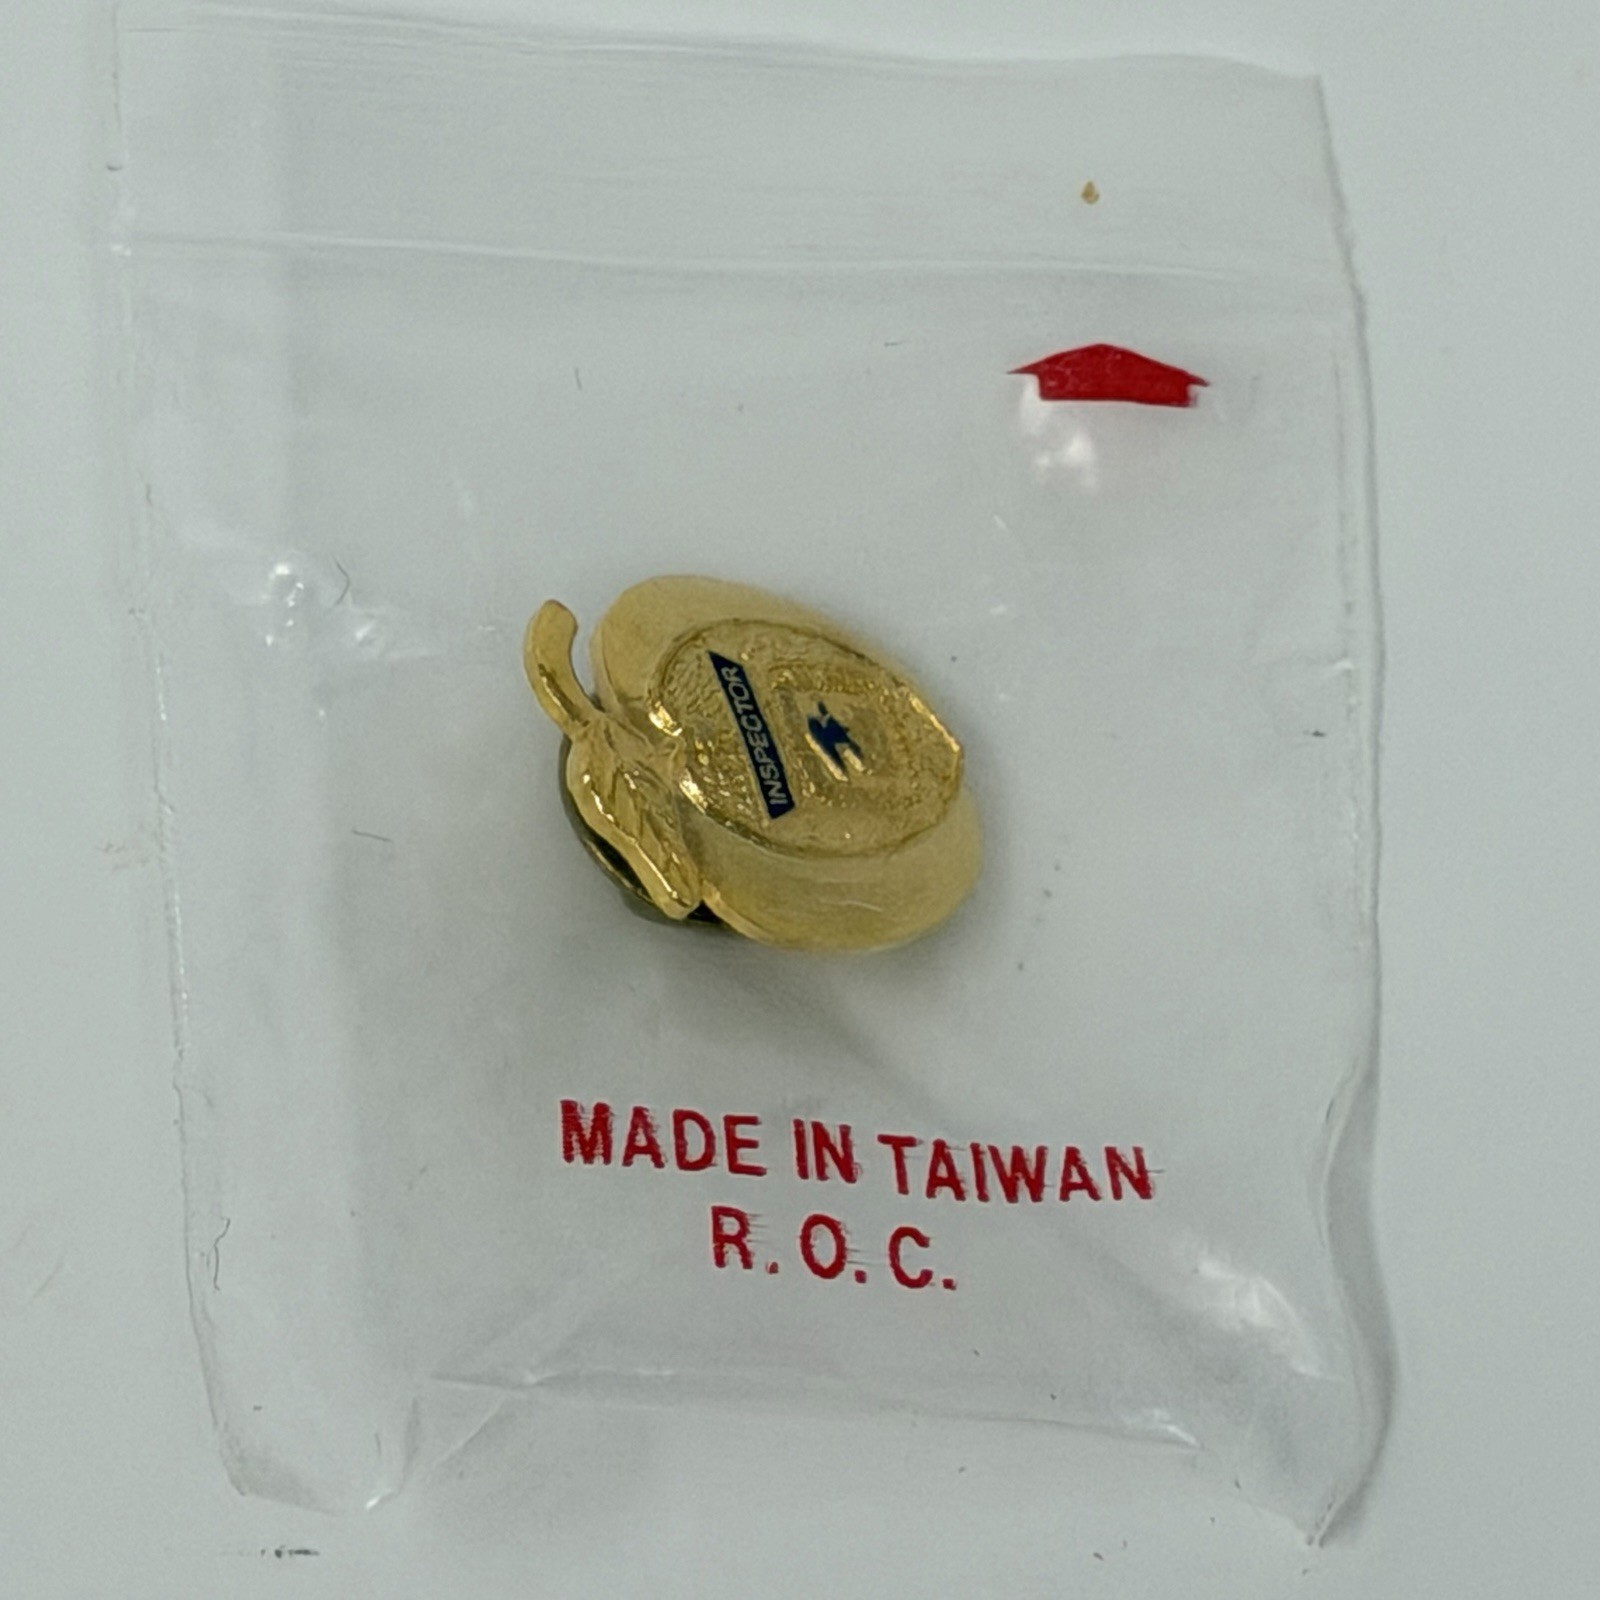 INSPECTOR
MADE IN TAIWAN
R.O.C.